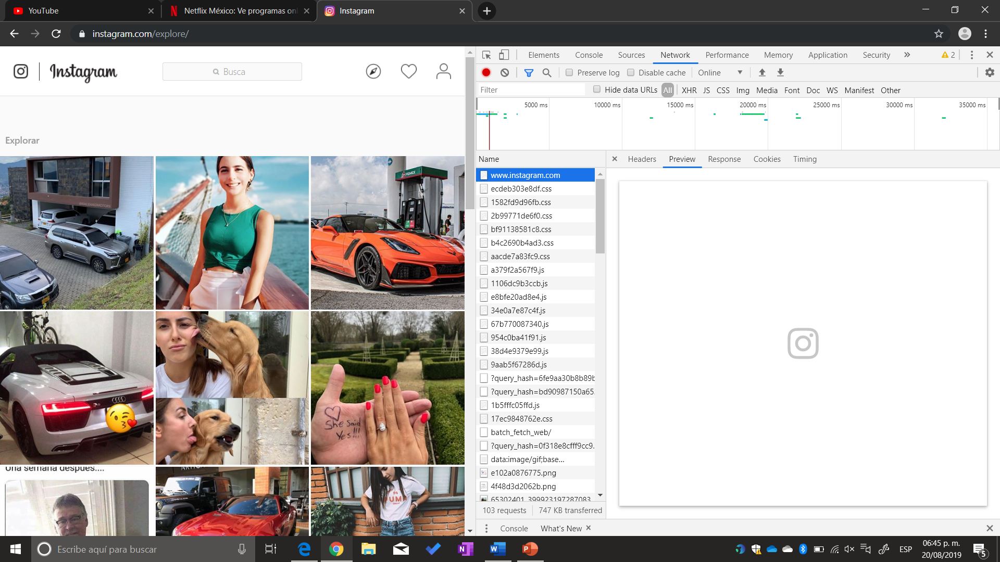 YouTube
Netflix México: Ve programas onl
Instagram
instagram.com/explore/
Instagram
Busca
Explorar
@RACEANDMOTORS
PEMEX
She Said
Yes!!!
Una semana después....
RUBICON
PUMA
GROUP
Elements Console Sources Network Performance Memory Application Security » 2
Preserve log Disable cache Online
Filter Hide data URLs All XHR JS CSS Img Media Font Doc WS Manifest Other
5000 ms 10000 ms 15000 ms 20000 ms 25000 ms 30000 ms 35000 ms
Name
Headers Preview Response Cookies Timing
www.instagram.com
ecdeb303e8df.css
1582fd9d96fb.css
2b99771de6f0.css
bf91138581c8.css
b4c2690b4ad3.css
aacde7a83fc9.css
a379f2a567f9.js
1106dc9b3ccb.js
e8bfe20ad8e4.js
34e0a7e87c4f.js
67b770087340.js
954c0ba41f91.js
38d4e9379e99.js
9aab5f67286d.js
?query_hash=6fe9aa30b8b89b
?query_hash=bd90987150a65.
1b5fffc05ffd.js
17ec9848762e.css
batch_fetch_web/
?query_hash=0f318e8cfff9cc9.
data:image/gif;base...
e102a0876775.png
4f48d3d2062b.png
65302401_399923197287083
103 requests 747 KB transferred
Console What's New
Escribe aquí para buscar
ESP
06:45 p. m.
20/08/2019
5